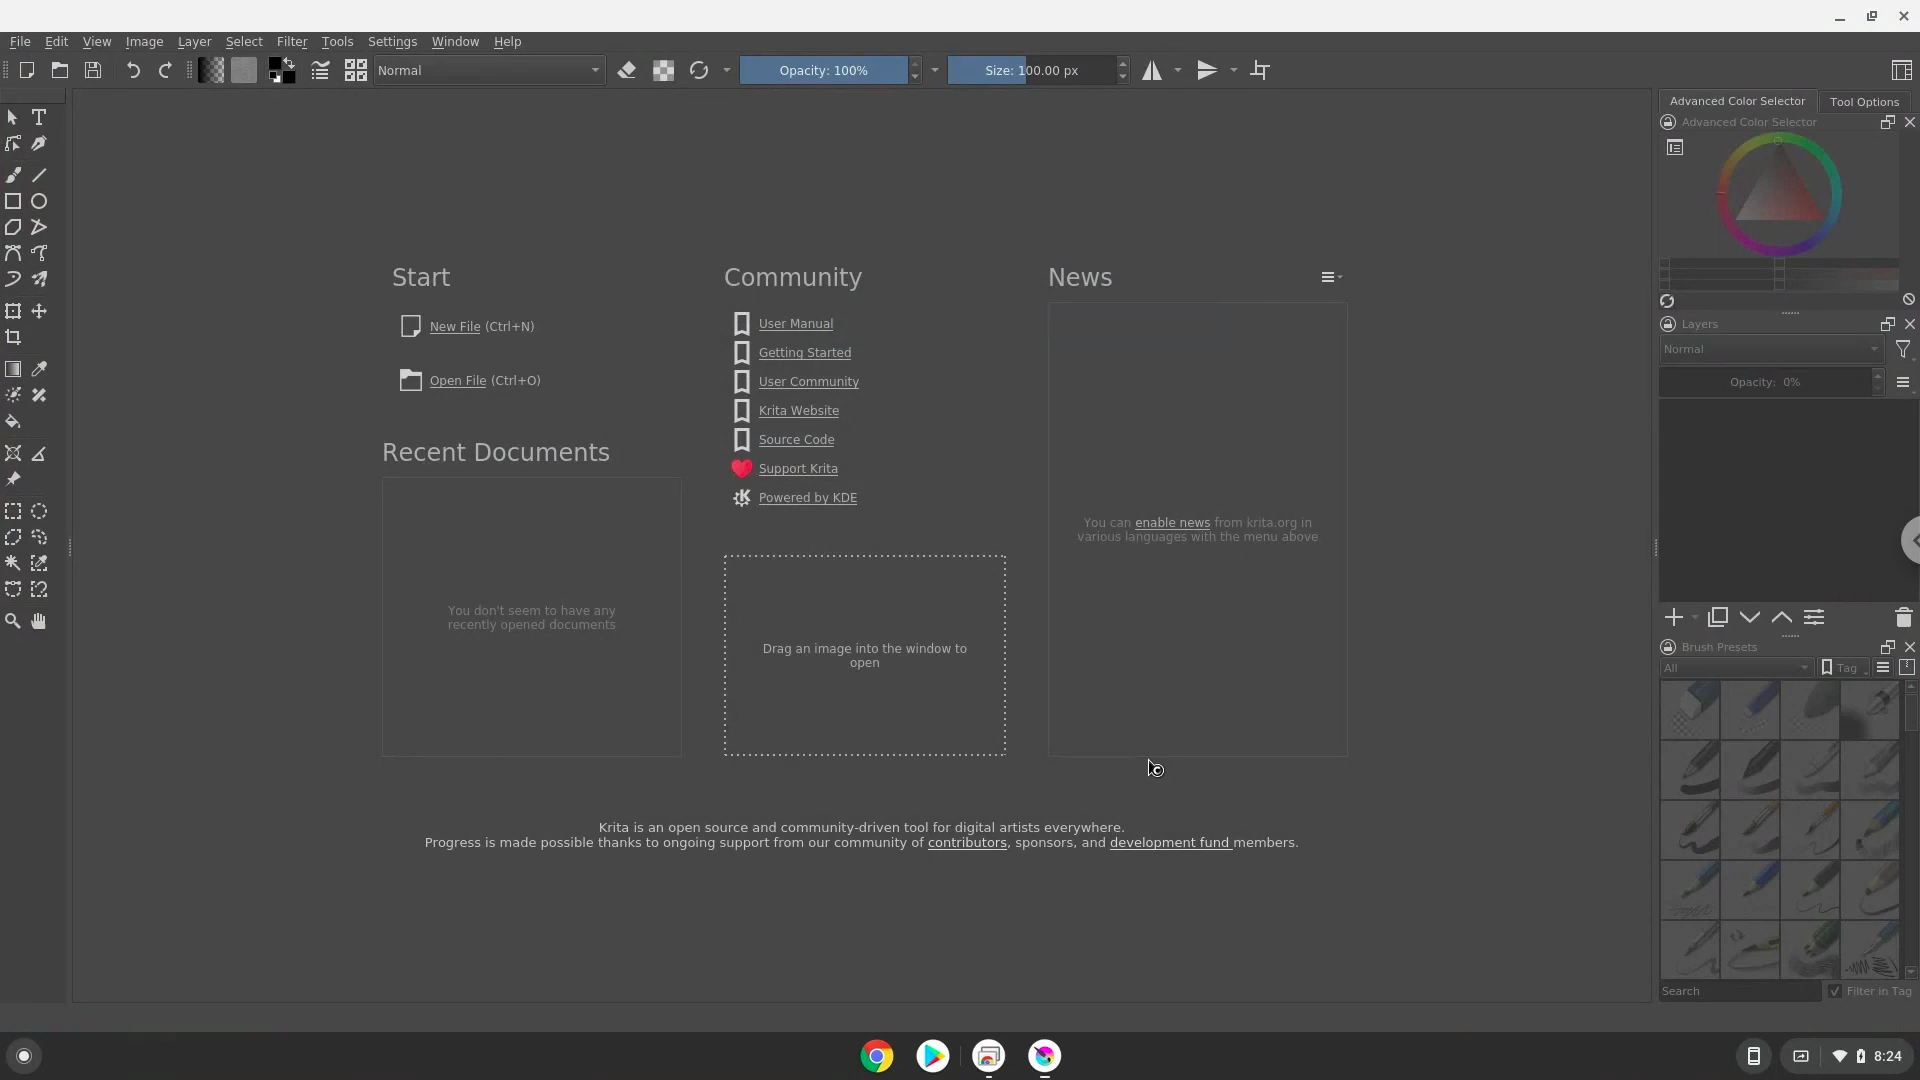 File Edit View Image Layer Select Filter Tools Settings Window Help
Normal
Opacity: 100%
Size: 100.00 px
Advanced Color Selector
Tool Options
Advanced Color Selector
Start
New File (Ctrl+N)
Open File (Ctrl+O)
Recent Documents
You don't seem to have any
recently opened documents
Community
User Manual
Getting Started
User Community
Krita Website
Source Code
Support Krita
Powered by KDE
Drag an image into the window to
open
News
You can enable news from krita.org in
various languages with the menu above
Krita is an open source and community-driven tool for digital artists everywhere.
Progress is made possible thanks to ongoing support from our community of contributors, sponsors, and development fund members.
Layers
Normal
Opacity: 0%
Brush Presets
All
Tag
Search
Filter in Tag
8:24